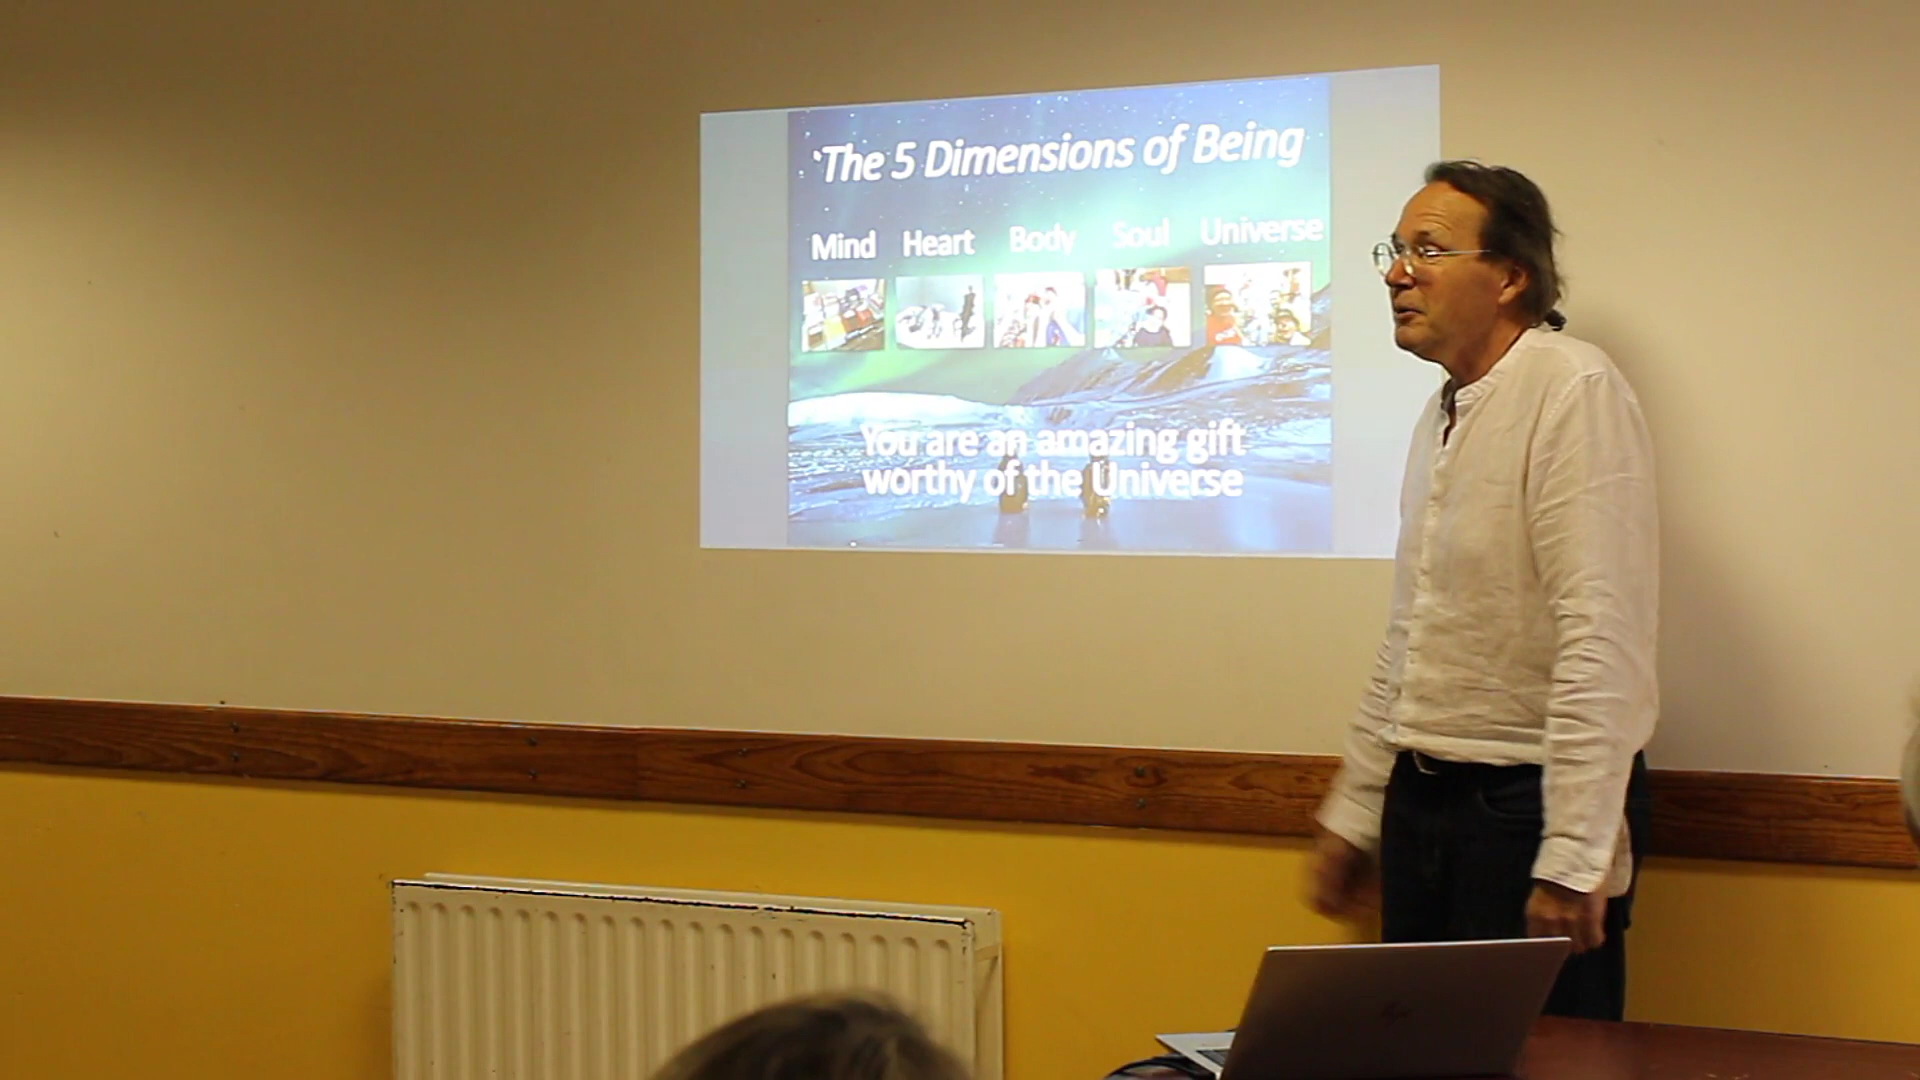 'The 5 Dimensions of Being
Mind Heart Body Soul Universe
You are an amazing gift
worthy of the Universe